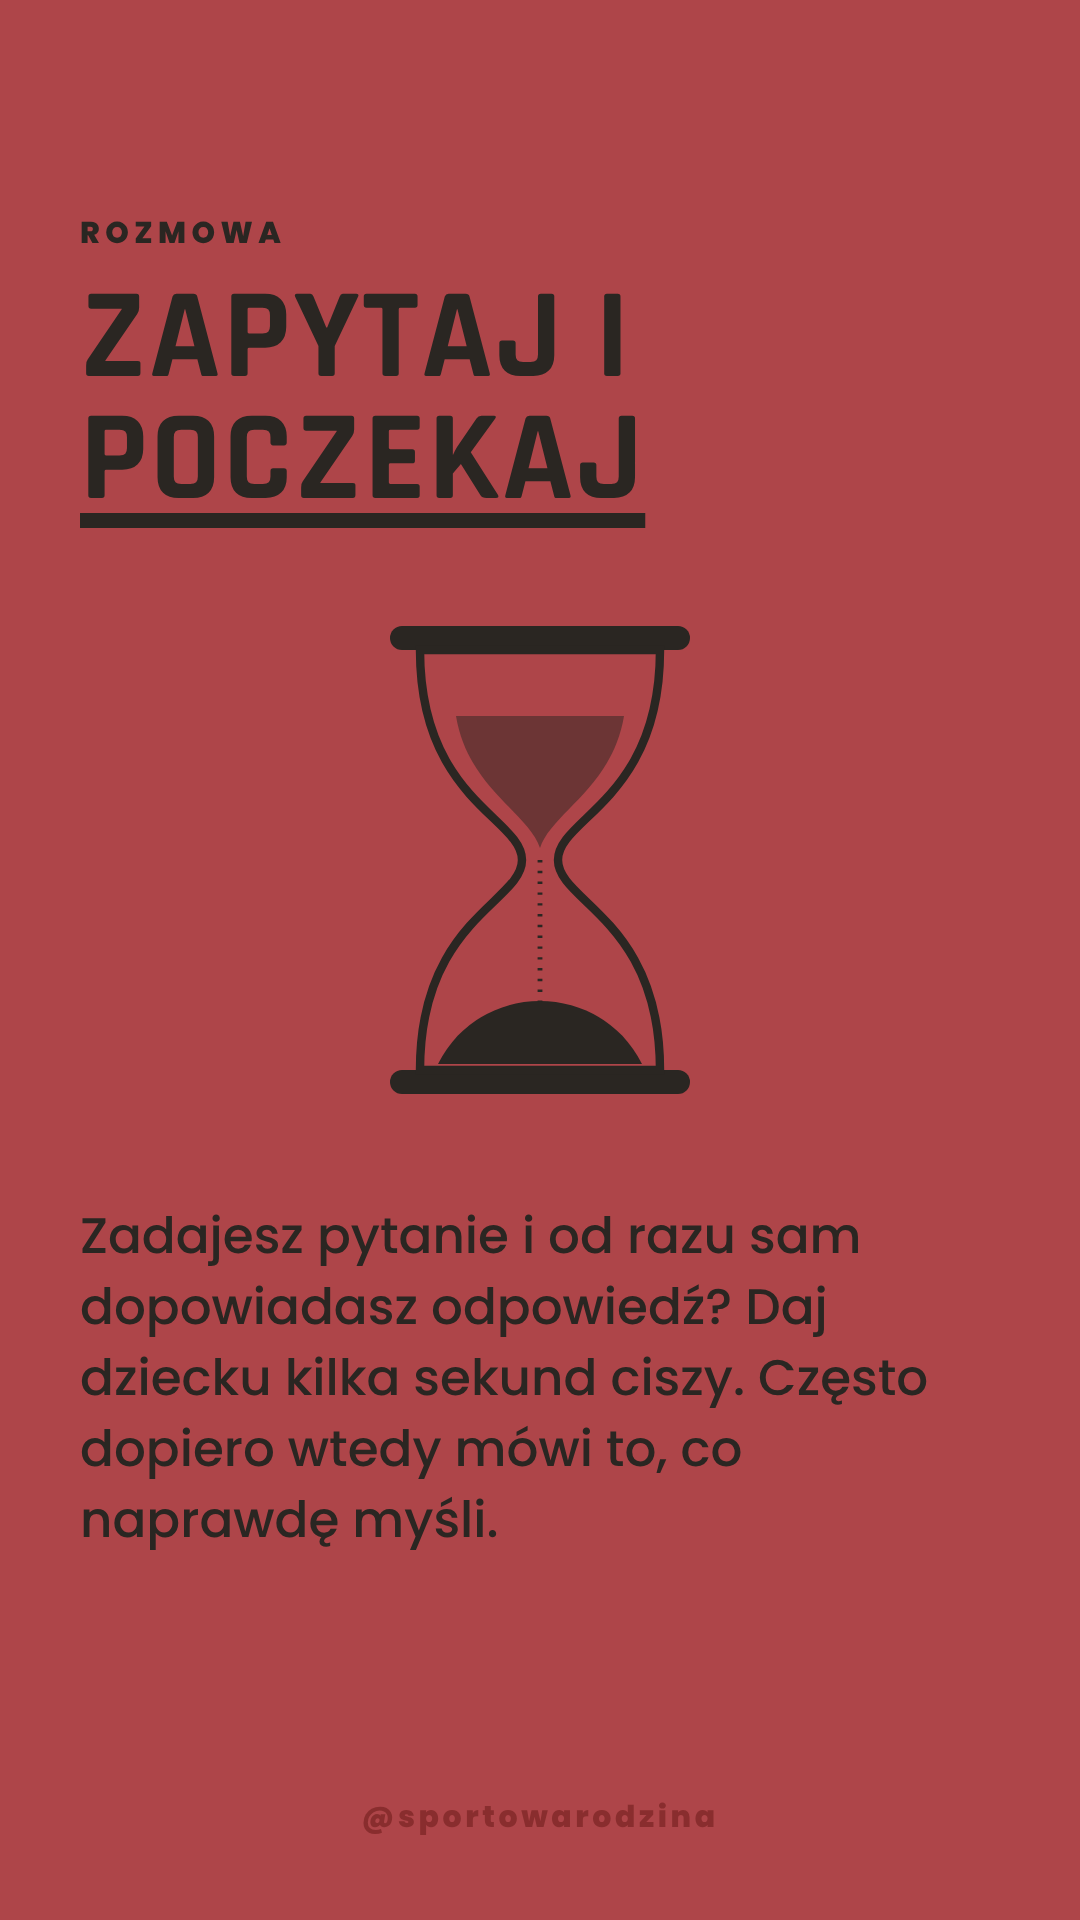 ROZMOWA
ZAPYTAJ I
POCZEKAJ
Zadajesz pytanie i od razu sam
dopowiadasz odpowiedź? Daj
dziecku kilka sekund ciszy. Często
dopiero wtedy mówi to, co
naprawdę myśli.
@sportowarodzina